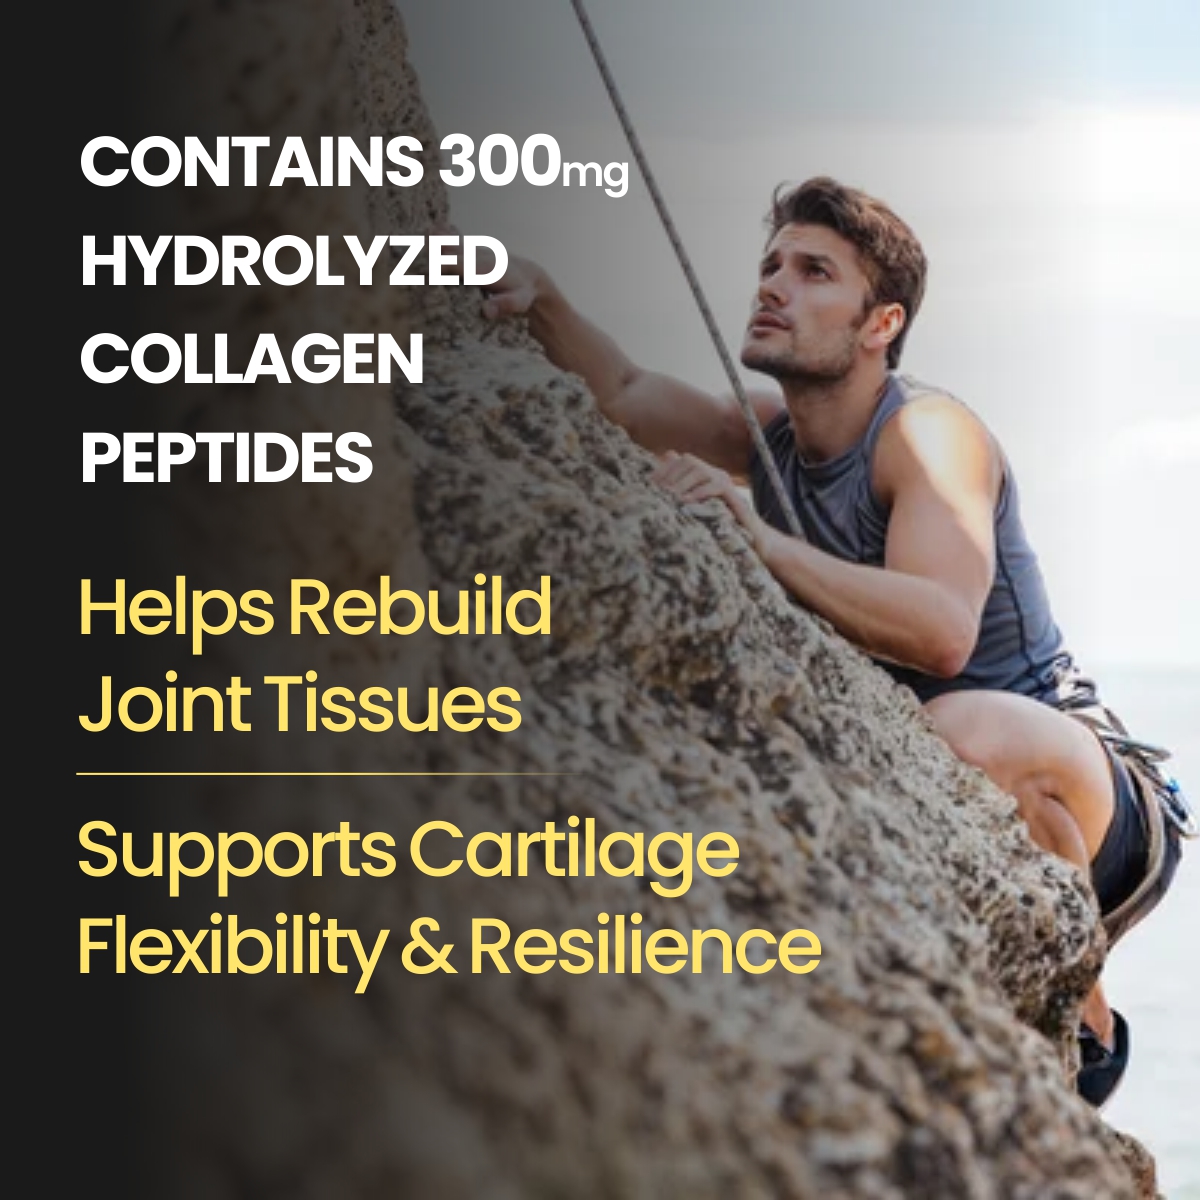 CONTAINS 300mg
HYDROLYZED
COLLAGEN
PEPTIDES
Helps Rebuild
Joint Tissues
Supports Cartilage
Flexibility & Resilience